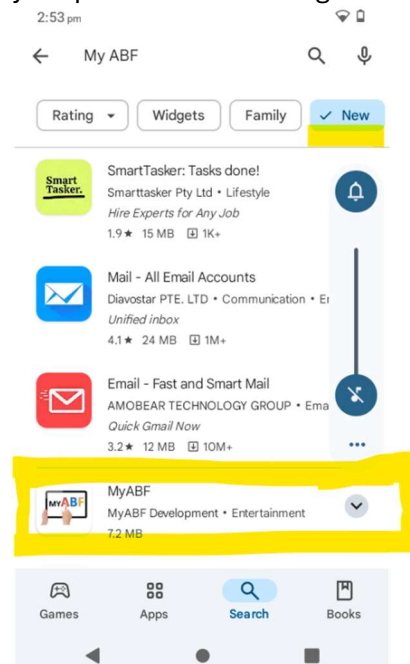 2:53 pm
My ABF
Rating
Widgets
Family
New
Smart
Tasker.
SmartTasker: Tasks done!
Smarttasker Pty Ltd • Lifestyle
Hire Experts for Any Job
1.9★ 15 MB 1K+
Mail - All Email Accounts
Diavostar PTE. LTD • Communication • Er
Unified inbox
4.1★ 24 MB 1M+
Email - Fast and Smart Mail
AMOBEAR TECHNOLOGY GROUP • Ema
Quick Gmail Now
3.2★ 12 MB 10M+
MYABF
MyABF
MyABF Development • Entertainment
7.2 MB
Games
Apps
Search
Books